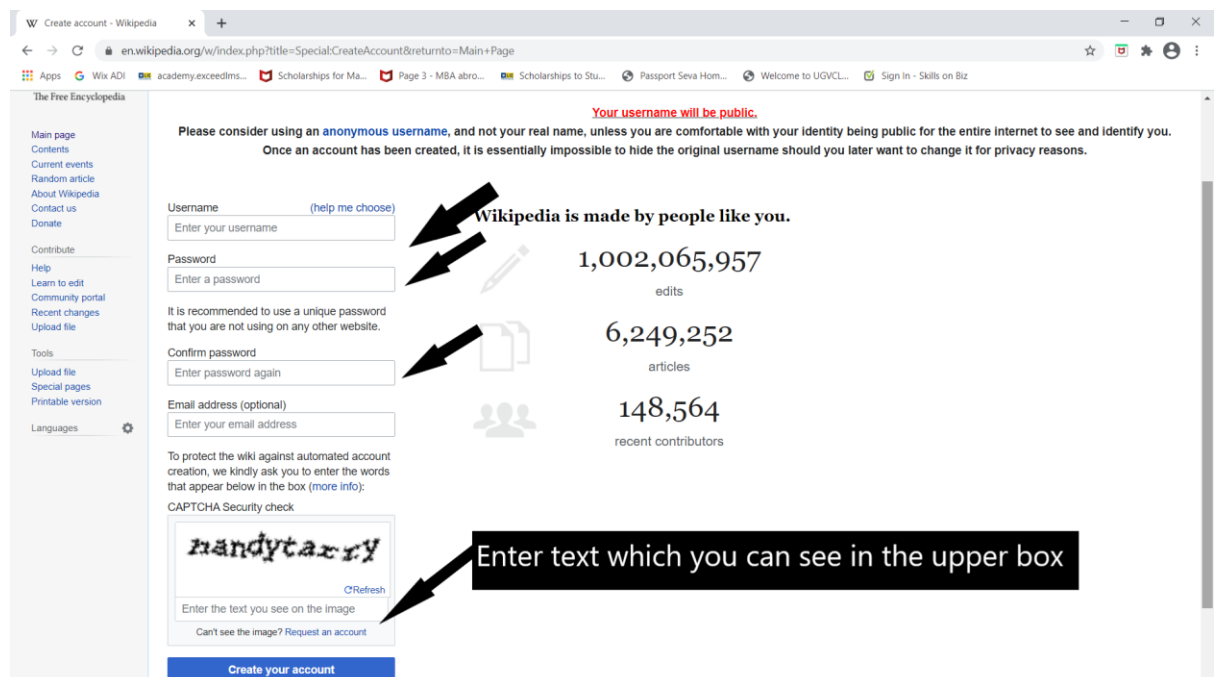 Create account - Wikipedia
en.wikipedia.org/w/index.php?title=Special:CreateAccount&returnto=Main+Page
Apps Wix ADI academy.exceedlms... Scholarships for Ma... Page 3 - MBA abro... Scholarships to Stu... Passport Seva Hom... Welcome to UGVCL... Sign In - Skills on Biz
The Free Encyclopedia
Main page
Contents
Current events
Random article
About Wikipedia
Contact us
Donate
Contribute
Help
Learn to edit
Community portal
Recent changes
Upload file
Tools
Upload file
Special pages
Printable version
Languages
Your username will be public.
Please consider using an anonymous username, and not your real name, unless you are comfortable with your identity being public for the entire internet to see and identify you.
Once an account has been created, it is essentially impossible to hide the original username should you later want to change it for privacy reasons.
Username (help me choose)
Enter your username
Password
Enter a password
It is recommended to use a unique password
that you are not using on any other website.
Confirm password
Enter password again
Email address (optional)
Enter your email address
To protect the wiki against automated account
creation, we kindly ask you to enter the words
that appear below in the box (more info):
CAPTCHA Security check
nandytarry
Refresh
Enter the text you see on the image
Can't see the image? Request an account
Create your account
Wikipedia is made by people like you.
1,002,065,957
edits
6,249,252
articles
148,564
recent contributors
Enter text which you can see in the upper box